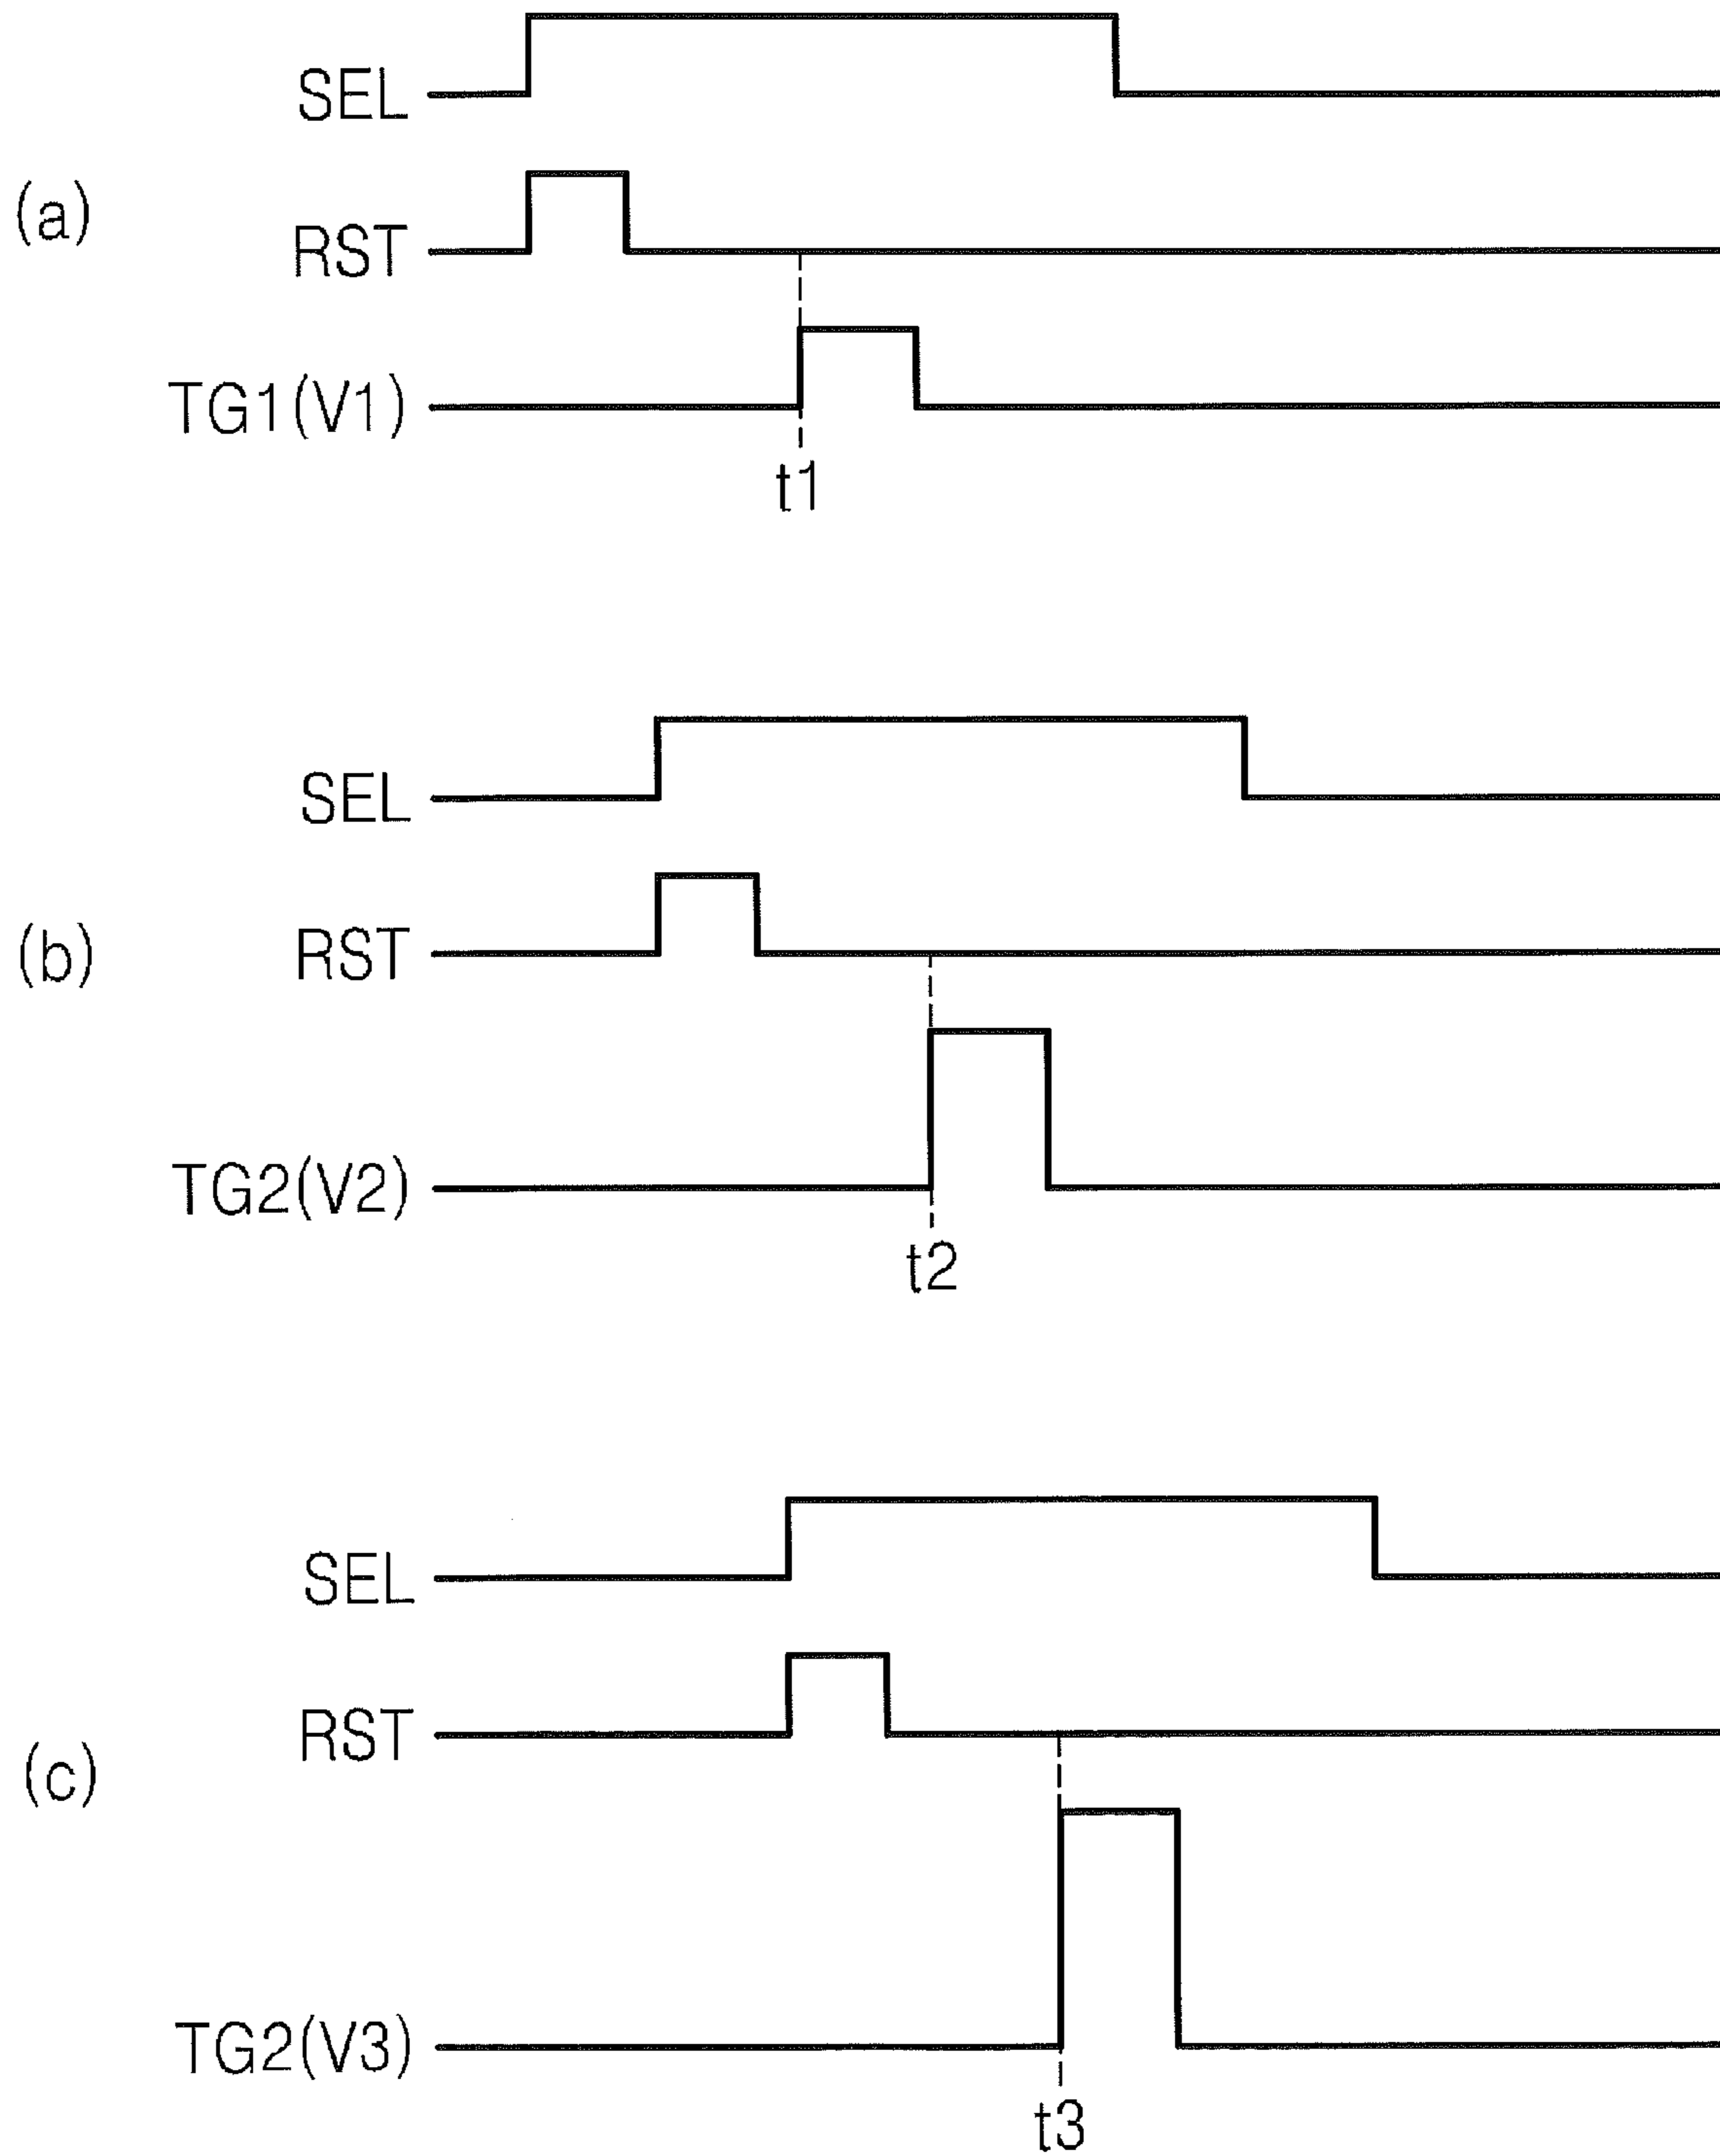 SEL
(a)
RST
TG1(V1)
t1
SEL
(b)
RST
TG2(V2)
t2
SEL
RST
(c)
TG2(V3)
t3